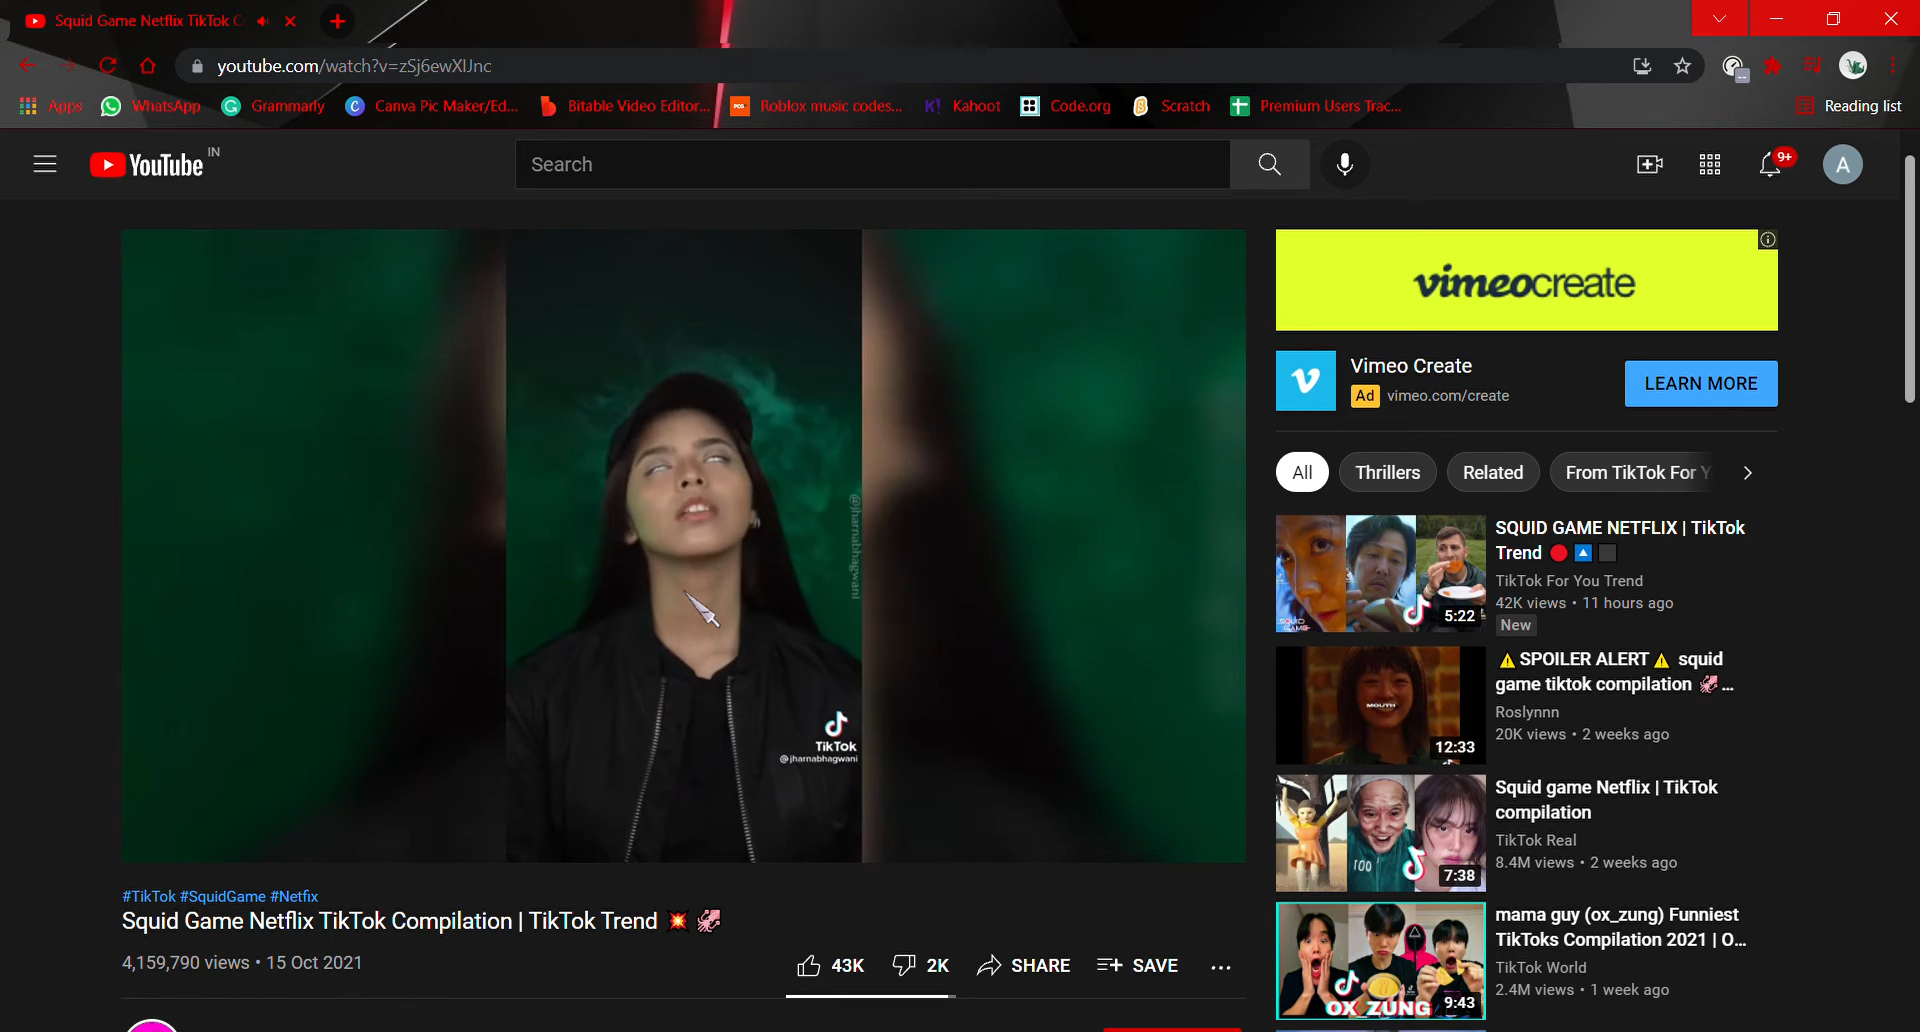 Squid Game Netflix TikTok C
youtube.com/watch?v=zSj6ewXlJnc
Apps
WhatsApp
Grammarly
Canva Pic Maker/Ed...
Bitable Video Editor...
Roblox music codes...
Kahoot
Code.org
Scratch
Premium Users Trac...
Reading list
YouTube
IN
Search
9+
A
@jharnabhagwani
TikTok
@jharnabhagwani
#TikTok #SquidGame #Netfix
Squid Game Netflix TikTok Compilation | TikTok Trend 💥 🦑
4,159,790 views • 15 Oct 2021
43K
2K
SHARE
SAVE
vimeocreate
Vimeo Create
Ad vimeo.com/create
LEARN MORE
All
Thrillers
Related
From TikTok For Y
SQUID GAME
5:22
SQUID GAME NETFLIX | TikTok
Trend 🔴 🔼 ⬛
TikTok For You Trend
42K views • 11 hours ago
New
MOUTH
12:33
⚠️SPOILER ALERT⚠️ squid
game tiktok compilation 🦑...
Roslynnn
20K views • 2 weeks ago
100
7:38
Squid game Netflix | TikTok
compilation
TikTok Real
8.4M views • 2 weeks ago
OX_ZUNG
9:43
mama guy (ox_zung) Funniest
TikToks Compilation 2021 | O...
TikTok World
2.4M views • 1 week ago